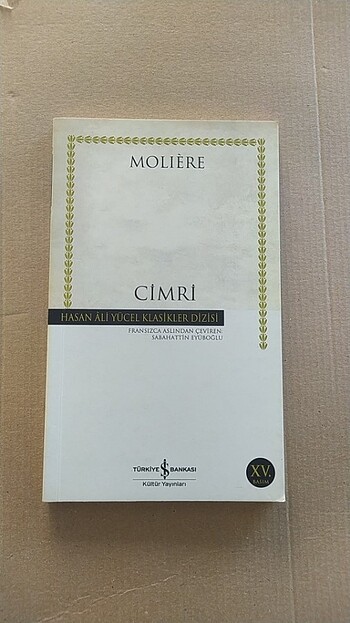 MOLIÈRE
CİMRİ
HASAN ÂLİ YÜCEL KLASİKLER DİZİSİ
FRANSIZCA ASLINDAN ÇEVİREN:
SABAHATTİN EYÜBOĞLU
TÜRKİYE İŞ BANKASI
Kültür Yayınları
XV.
BASIM